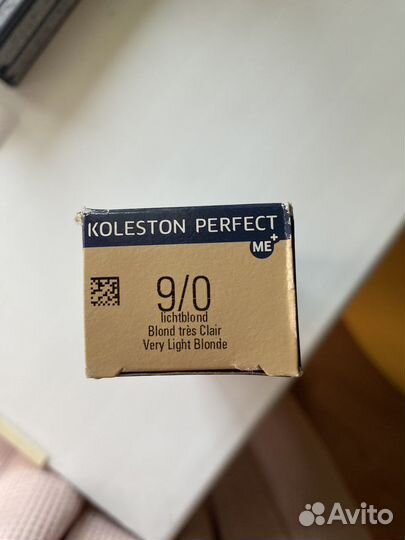 KOLESTON PERFECT
ME+
9/0
lichtblond
Blond très Clair
Very Light Blonde
Avito